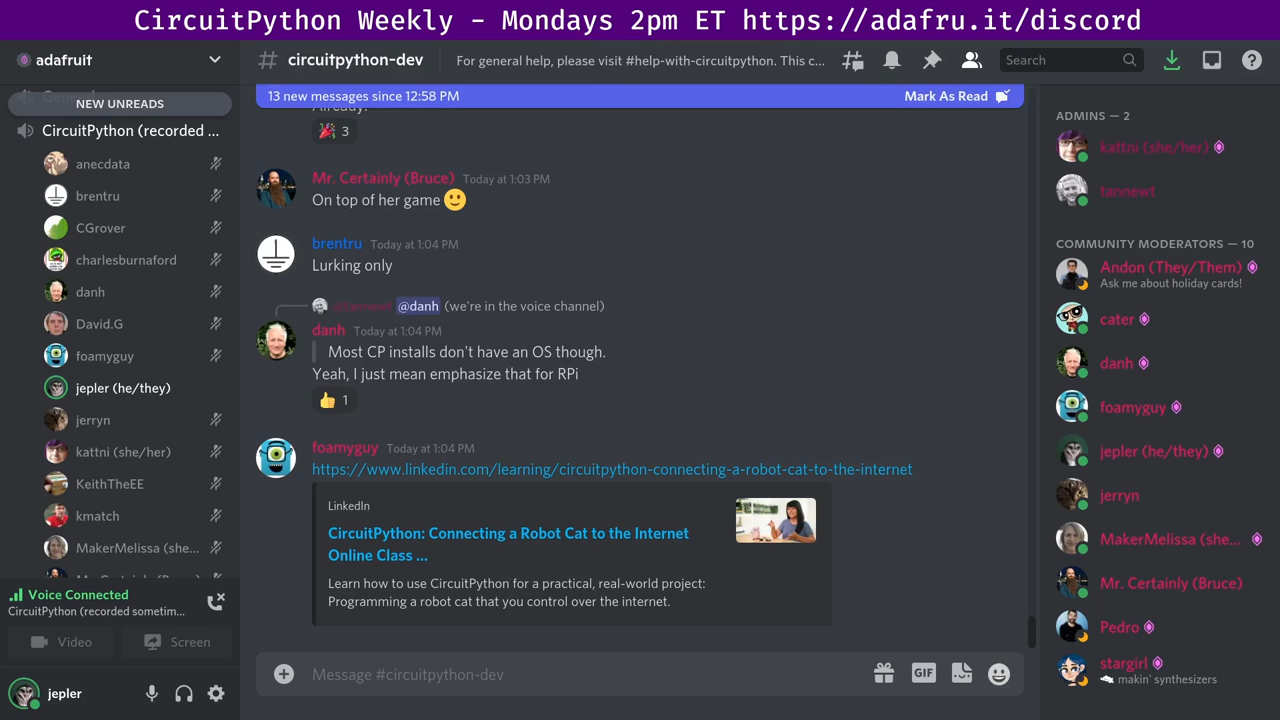 CircuitPython Weekly - Mondays 2pm ET https://adafru.it/discord
adafruit
NEW UNREADS
CircuitPython (recorded ...
anecdata
brentru
CGrover
charlesburnaford
danh
David.G
foamyguy
jepler (he/they)
jerryn
kattni (she/her)
KeithTheEE
kmatch
MakerMelissa (she...
Voice Connected
CircuitPython (recorded sometim...
Video
Screen
jepler
circuitpython-dev
For general help, please visit #help-with-circuitpython. This c...
Search
13 new messages since 12:58 PM
Mark As Read
Already!
3
Mr. Certainly (Bruce) Today at 1:03 PM
On top of her game
brentru Today at 1:04 PM
Lurking only
@tannewt @danh (we're in the voice channel)
danh Today at 1:04 PM
Most CP installs don't have an OS though.
Yeah, I just mean emphasize that for RPi
1
foamyguy Today at 1:04 PM
https://www.linkedin.com/learning/circuitpython-connecting-a-robot-cat-to-the-internet
LinkedIn
CircuitPython: Connecting a Robot Cat to the Internet
Online Class ...
Learn how to use CircuitPython for a practical, real-world project:
Programming a robot cat that you control over the internet.
Message #circuitpython-dev
GIF
ADMINS — 2
kattni (she/her)
tannewt
COMMUNITY MODERATORS — 10
Andon (They/Them)
Ask me about holiday cards!
cater
danh
foamyguy
jepler (he/they)
jerryn
MakerMelissa (she...
Mr. Certainly (Bruce)
Pedro
stargirl
makin' synthesizers